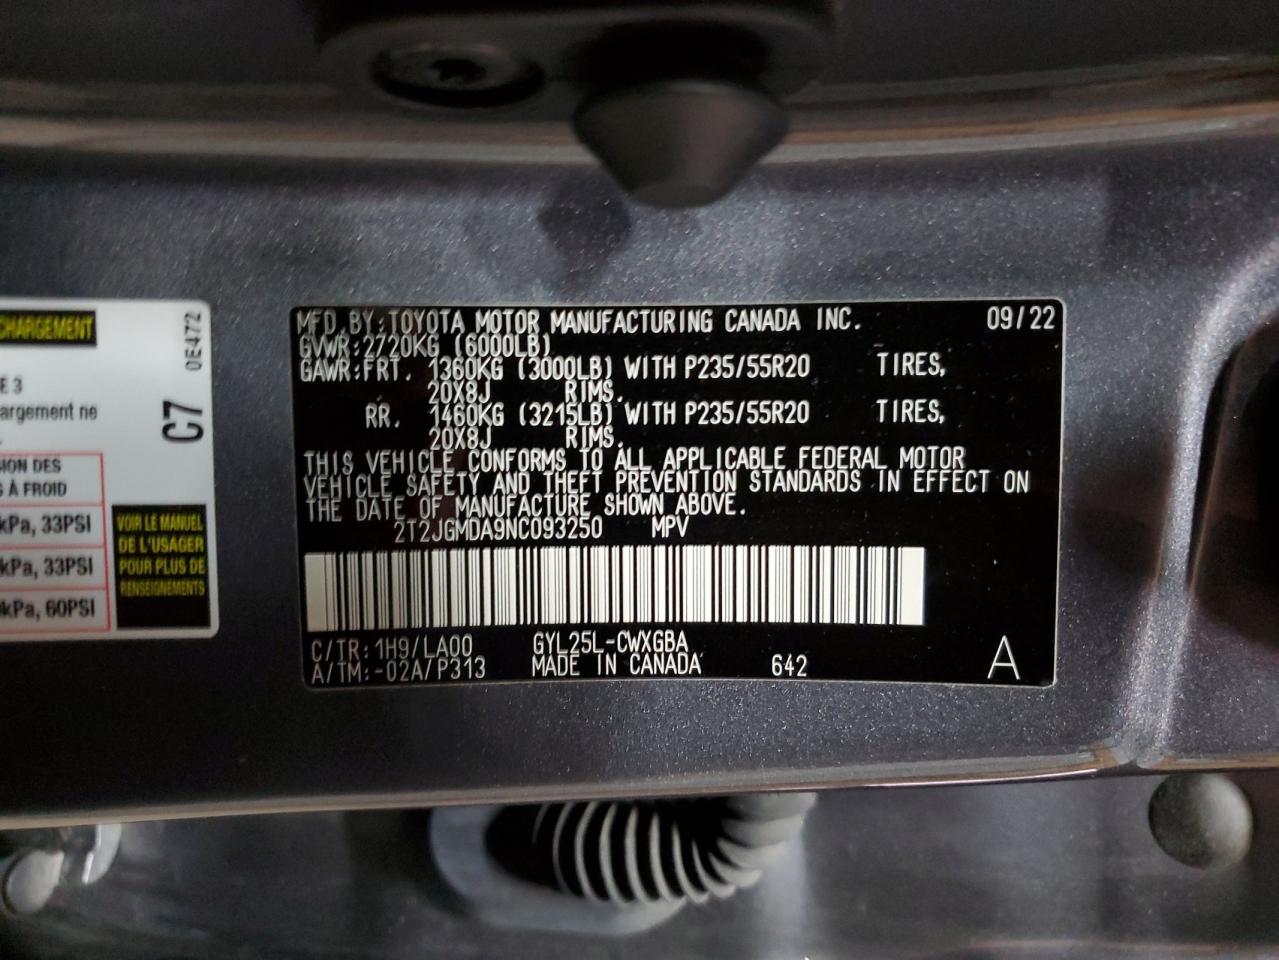 CHARGEMENT
0E472
E 3
argement ne
C7
SION DES
S À FROID
kPa, 33PSI
kPa, 33PSI
kPa, 60PSI
VOIR LE MANUEL
DE L'USAGER
POUR PLUS DE
RENSEIGNEMENTS
MFD.BY:TOYOTA MOTOR MANUFACTURING CANADA INC. 09/22
GVWR:2720KG (6000LB)
GAWR:FRT. 1360KG (3000LB) WITH P235/55R20 TIRES,
20X8J RIMS.
RR. 1460KG (3215LB) WITH P235/55R20 TIRES,
20X8J RIMS.
THIS VEHICLE CONFORMS TO ALL APPLICABLE FEDERAL MOTOR
VEHICLE SAFETY AND THEFT PREVENTION STANDARDS IN EFFECT ON
THE DATE OF MANUFACTURE SHOWN ABOVE.
2T2JGMDA9NC093250 MPV
C/TR:1H9/LA00 GYL25L-CWXGBA
A/TM:-02A/P313 MADE IN CANADA 642 A